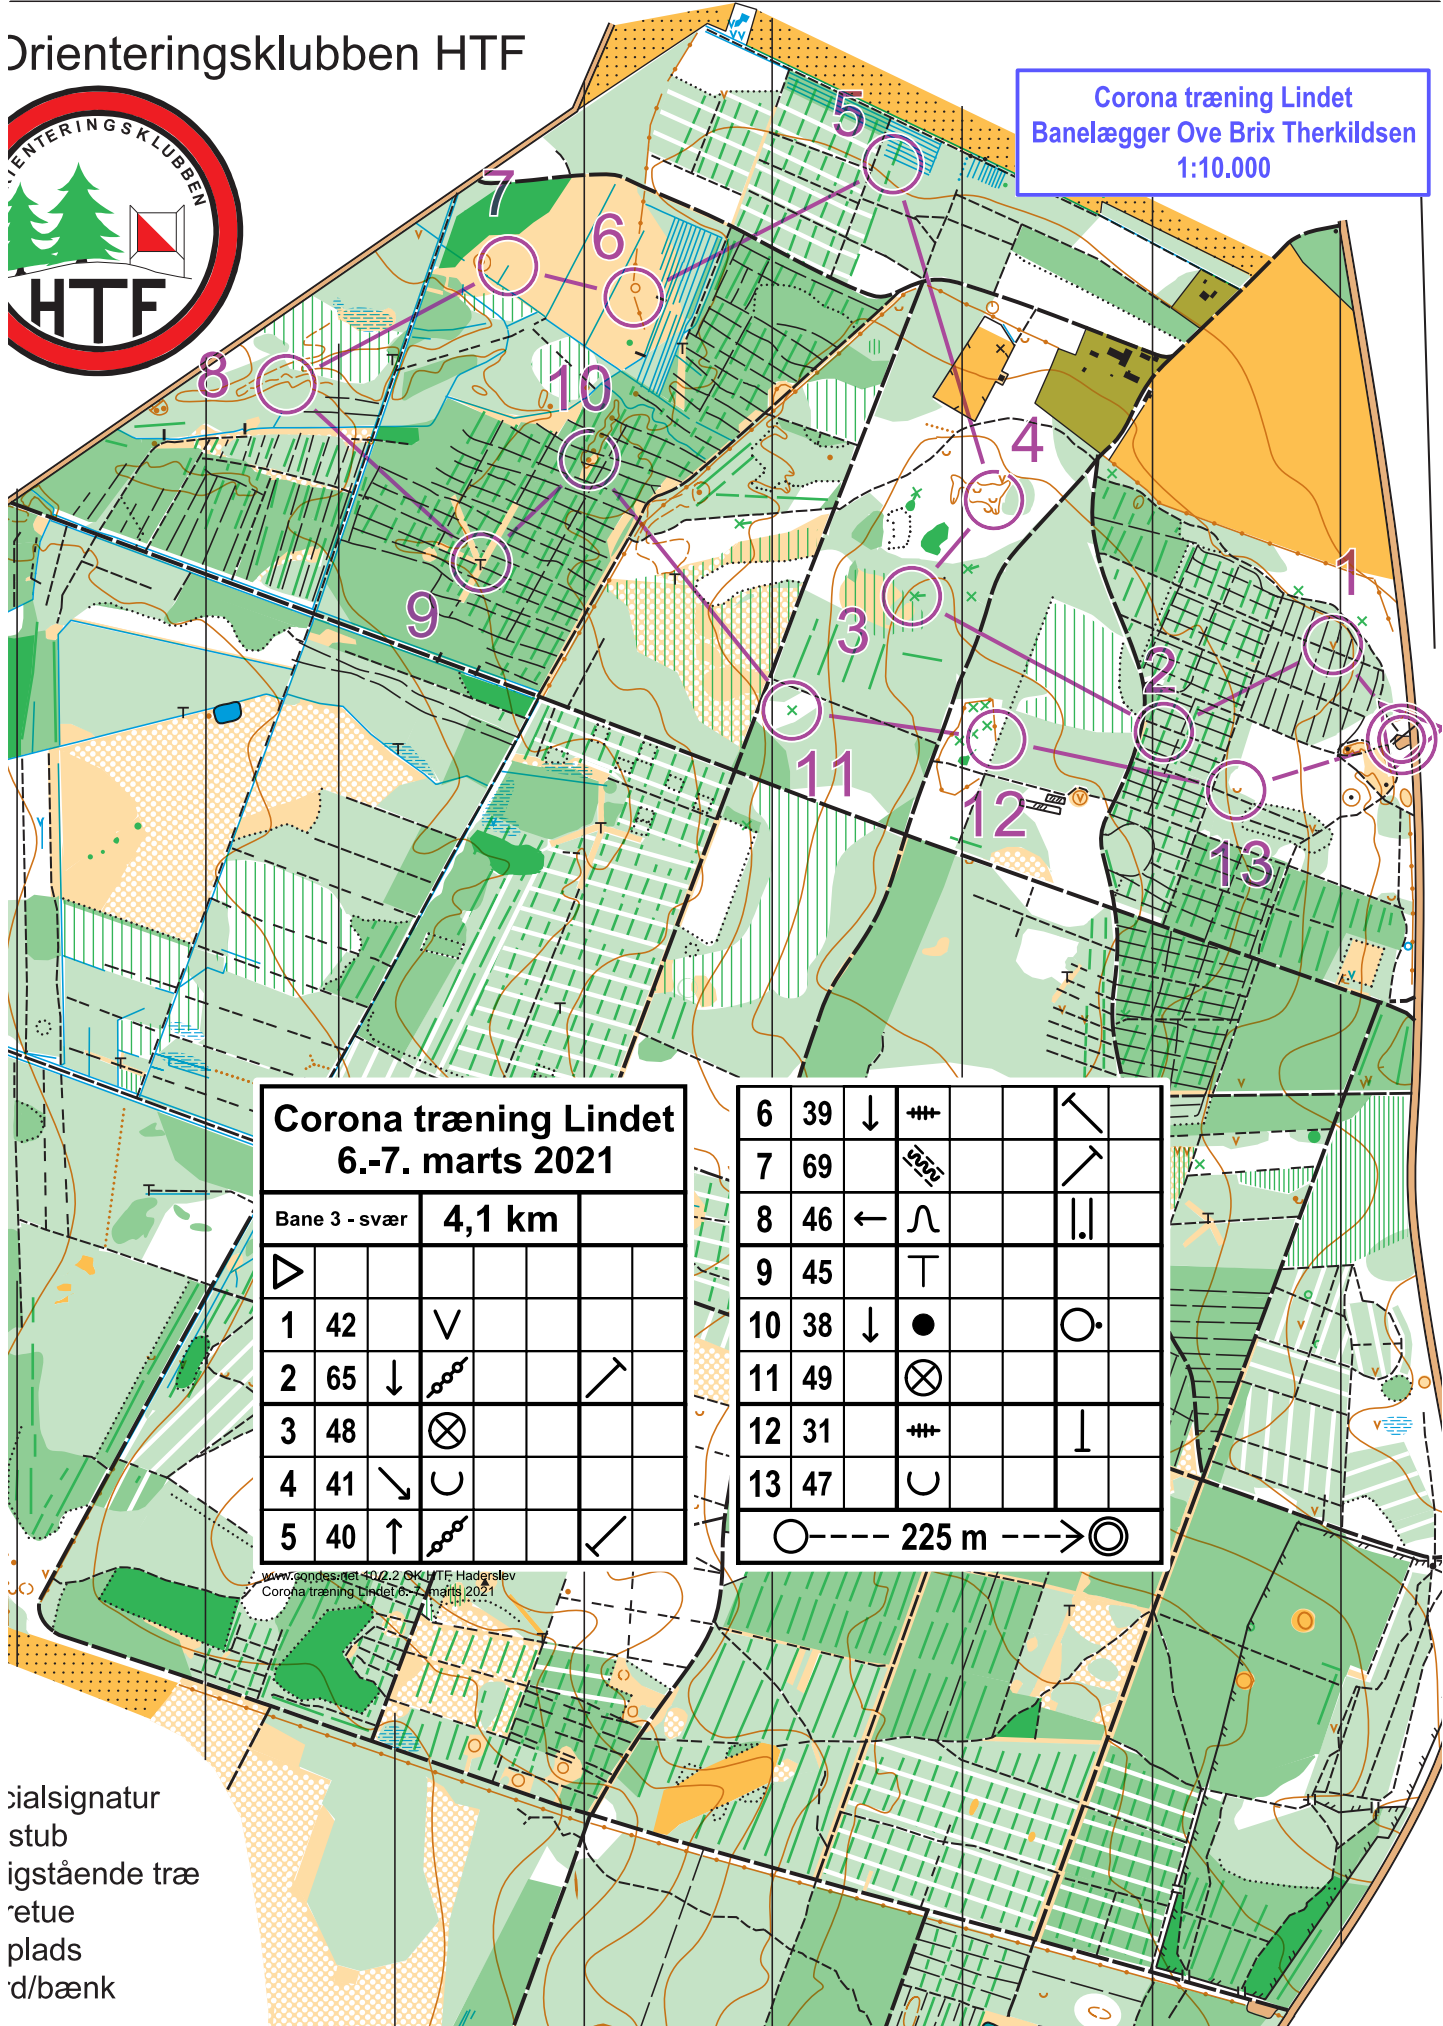 Orienteringsklubben HTF
ENTERINGSKLUBBEN
HTF
Corona træning Lindet
Banelægger Ove Brix Therkildsen
1:10.000
5
7
6
8
10
4
9
3
1
2
11
12
13
Corona træning Lindet
6.-7. marts 2021
Bane 3 - svær 4,1 km
1 42
2 65
3 48
4 41
5 40
6 39
7 69
8 46
9 45
10 38
11 49
12 31
13 47
225 m
www.condes.net 10.2.2 OK HTF Haderslev
Corona træning Lindet 6.-7. marts 2021
cialsignatur
stub
igstående træ
retue
plads
rd/bænk